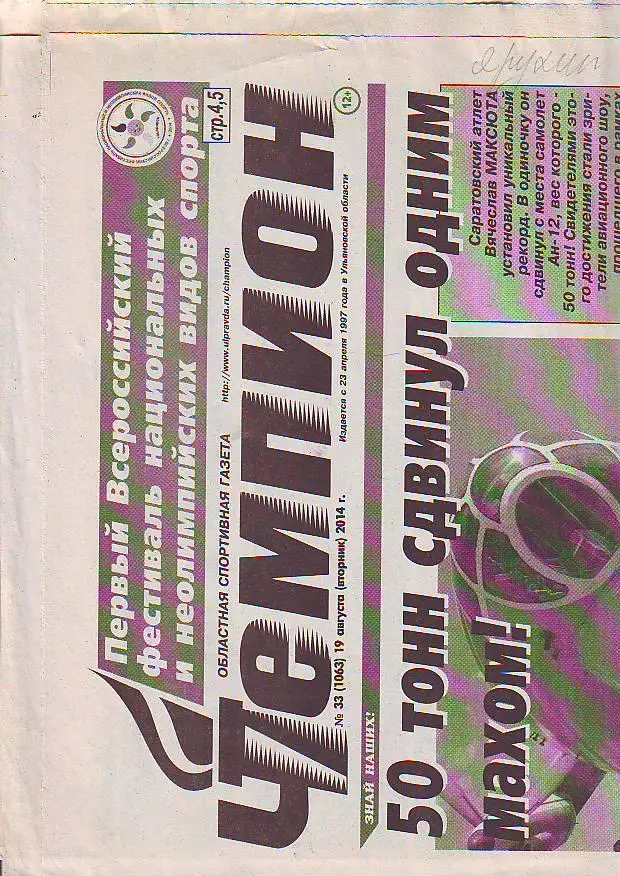 Первый Всероссийский
фестиваль национальных
и неолимпийских видов спорта
стр.4,5
ОБЛАСТНАЯ СПОРТИВНАЯ ГАЗЕТА
http://www.ulpravda.ru/champion
Чемпион
12+
№ 33 (1063) 19 августа (вторник) 2014 г.
Издается с 23 апреля 1997 года в Ульяновской области
ЗНАЙ НАШИХ!
50 тонн сдвинул одним
махом!
Саратовский атлет
Вячеслав МАКСЮТА
установил уникальный
рекорд. В одиночку он
сдвинул с места самолет
Ан-12, вес которого -
50 тонн! Свидетелями это-
го достижения стали зри-
тели авиационного шоу,
прошедшего в рамках